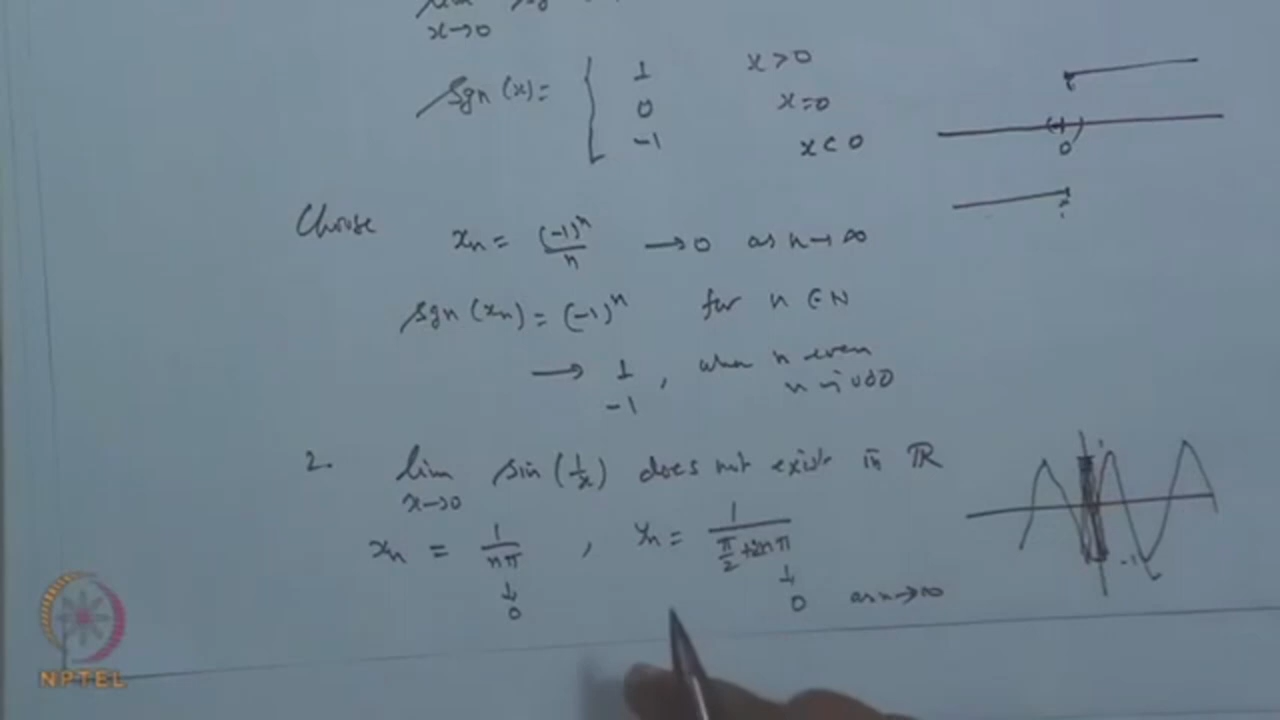 lim sgn
x→0
sgn (x) = { 1 x > 0
0 x = 0
-1 x < 0
0
Choose xn = (-1)^n / n → 0 as n → ∞
sgn (xn) = (-1)^n for n ∈ N
→ 1 , when n even
-1 n is odd
2. lim sin (1/x) does not exist in R
x→0
xn = 1/nπ , yn = 1/(π/2 + 2nπ)
↓ 0 ↓ 0 as n → ∞
-1
NPTEL